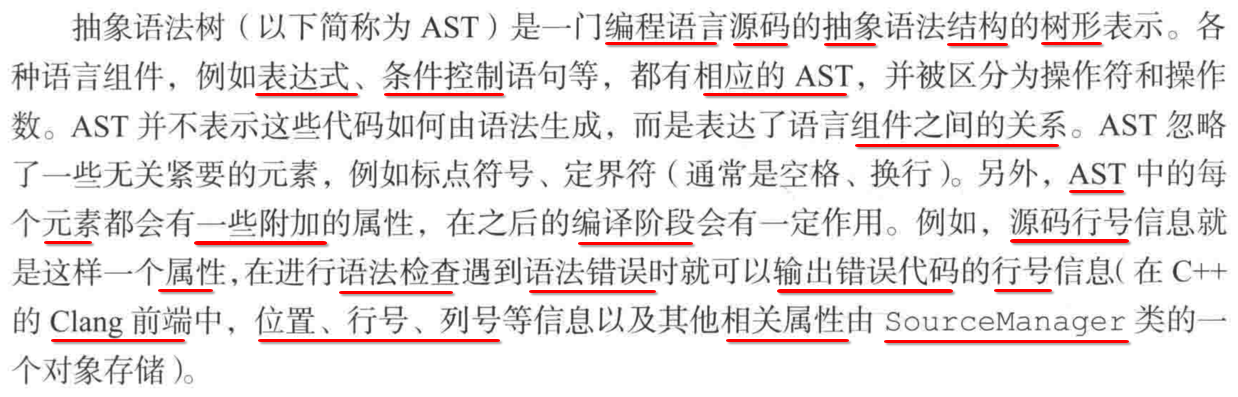 抽象语法树（以下简称为 AST）是一门编程语言源码的抽象语法结构的树形表示。各
种语言组件，例如表达式、条件控制语句等，都有相应的 AST，并被区分为操作符和操作
数。AST 并不表示这些代码如何由语法生成，而是表达了语言组件之间的关系。AST 忽略
了一些无关紧要的元素，例如标点符号、定界符（通常是空格、换行）。另外，AST 中的每
个元素都会有一些附加的属性，在之后的编译阶段会有一定作用。例如，源码行号信息就
是这样一个属性，在进行语法检查遇到语法错误时就可以输出错误代码的行号信息（在 C++
的 Clang 前端中，位置、行号、列号等信息以及其他相关属性由 SourceManager 类的一
个对象存储）。